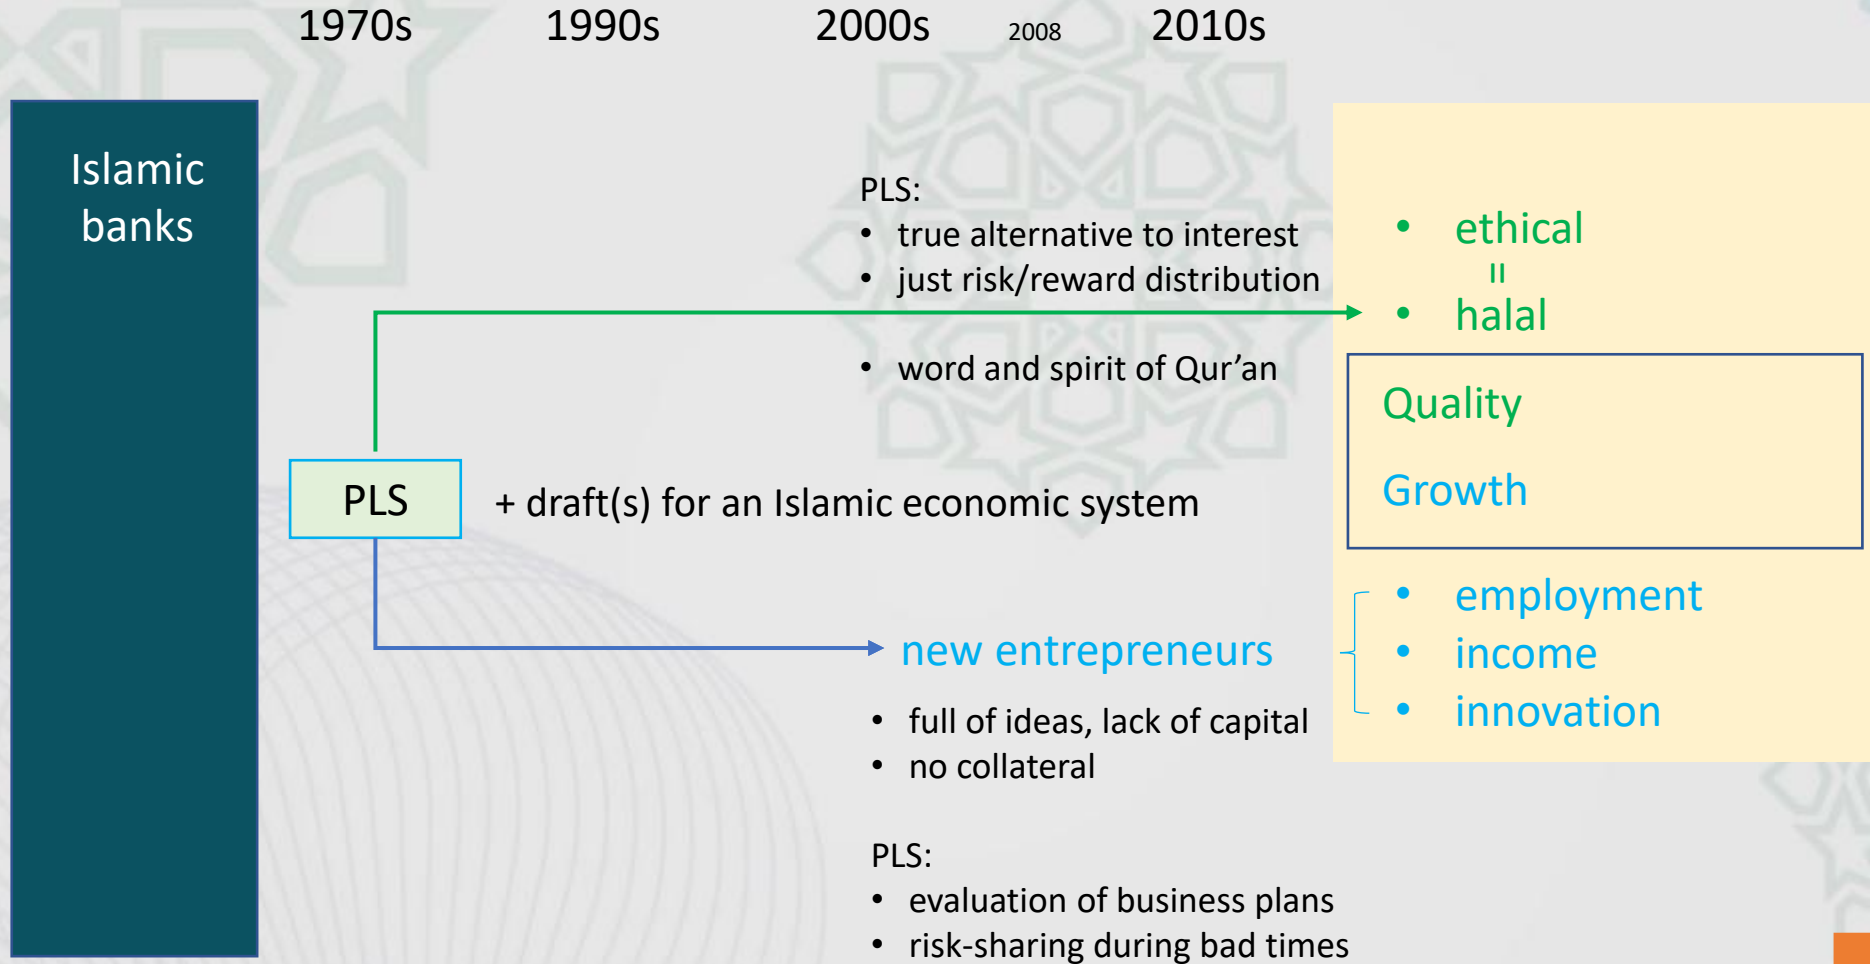 1970s 1990s 2000s 2008 2010s
Islamic
banks
PLS:
• true alternative to interest
• just risk/reward distribution
• word and spirit of Qur’an
PLS
+ draft(s) for an Islamic economic system
new entrepreneurs
• full of ideas, lack of capital
• no collateral
PLS:
• evaluation of business plans
• risk-sharing during bad times
• ethical
=
• halal
Quality
Growth
• employment
• income
• innovation